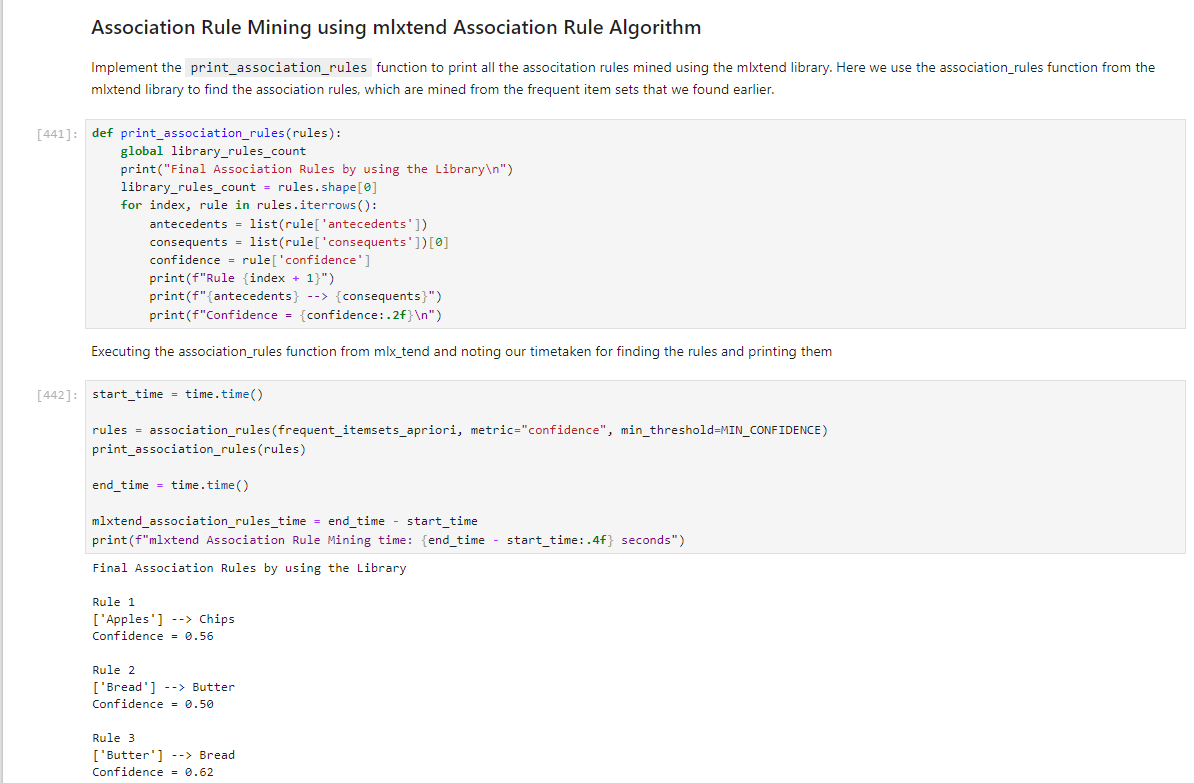 Association Rule Mining using mlxtend Association Rule Algorithm
Implement the print_association_rules function to print all the associtation rules mined using the mlxtend library. Here we use the association_rules function from the
mlxtend library to find the association rules, which are mined from the frequent item sets that we found earlier.
[441]: def print_association_rules(rules):
    global library_rules_count
    print("Final Association Rules by using the Library\n")
    library_rules_count = rules.shape[0]
    for index, rule in rules.iterrows():
        antecedents = list(rule['antecedents'])
        consequents = list(rule['consequents'])[0]
        confidence = rule['confidence']
        print(f"Rule {index + 1}")
        print(f"{antecedents} --> {consequents}")
        print(f"Confidence = {confidence:.2f}\n")
Executing the association_rules function from mlx_tend and noting our timetaken for finding the rules and printing them
[442]: start_time = time.time()
rules = association_rules(frequent_itemsets_apriori, metric="confidence", min_threshold=MIN_CONFIDENCE)
print_association_rules(rules)
end_time = time.time()
mlxtend_association_rules_time = end_time - start_time
print(f"mlxtend Association Rule Mining time: {end_time - start_time:.4f} seconds")
Final Association Rules by using the Library
Rule 1
['Apples'] --> Chips
Confidence = 0.56
Rule 2
['Bread'] --> Butter
Confidence = 0.50
Rule 3
['Butter'] --> Bread
Confidence = 0.62